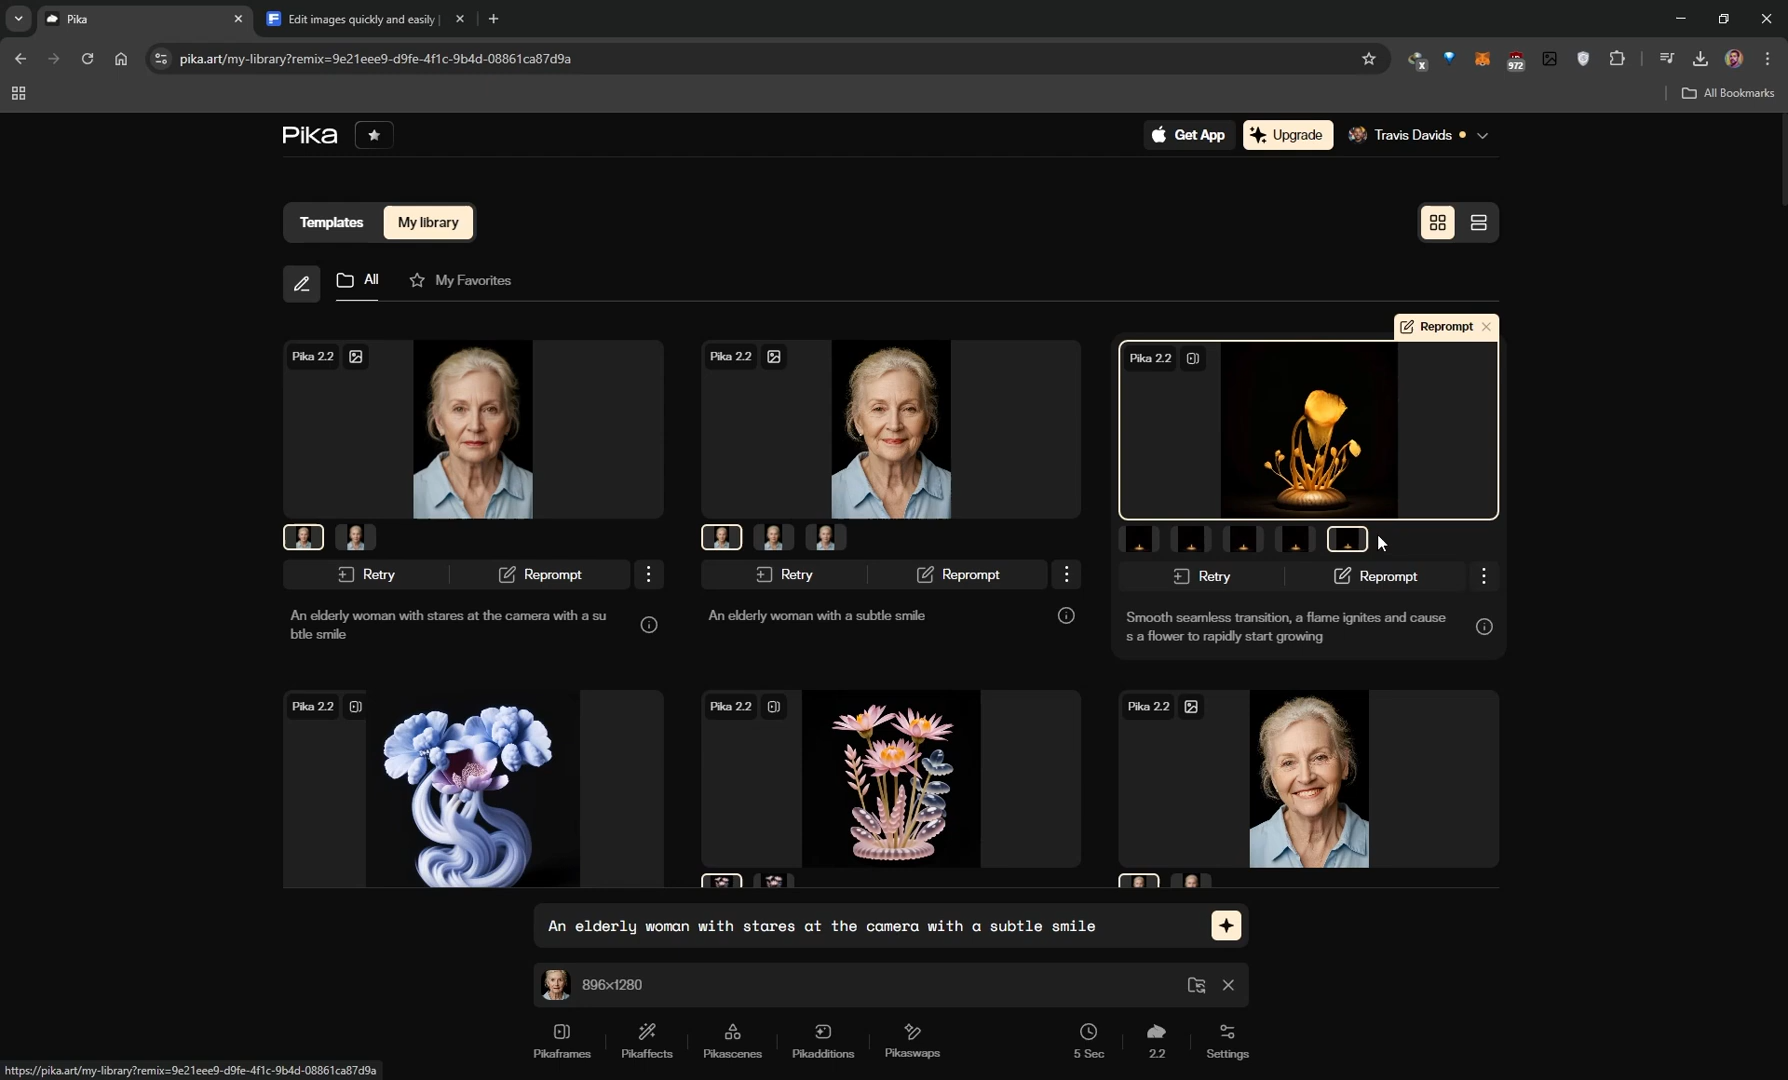 Pika
Edit images quickly and easily |
pika.art/my-library?remix=9e21eee9-d9fe-4f1c-9b4d-08861ca87d9a
X
972
All Bookmarks
Pika
Get App
Upgrade
Travis Davids
Templates
My library
All
My Favorites
Reprompt
Pika 2.2
Pika 2.2
Pika 2.2
Retry
Reprompt
Retry
Reprompt
Retry
Reprompt
An elderly woman with stares at the camera with a su
btle smile
An elderly woman with a subtle smile
Smooth seamless transition, a flame ignites and cause
s a flower to rapidly start growing
Pika 2.2
Pika 2.2
Pika 2.2
An elderly woman with stares at the camera with a subtle smile
896×1280
Pikaframes
Pikaffects
Pikascenes
Pikadditions
Pikaswaps
5 Sec
2.2
Settings
https://pika.art/my-library?remix=9e21eee9-d9fe-4f1c-9b4d-08861ca87d9a